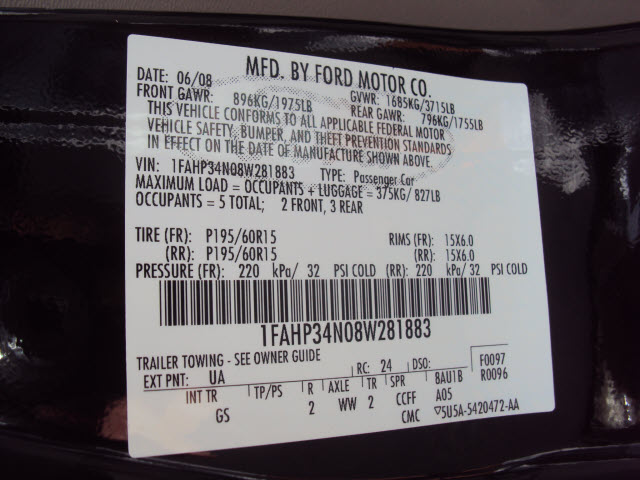 MFD. BY FORD MOTOR CO.
DATE: 06/08 GVWR: 1685KG/3715LB
FRONT GAWR: 896KG/1975LB REAR GAWR: 796KG/1755LB
THIS VEHICLE CONFORMS TO ALL APPLICABLE FEDERAL MOTOR
VEHICLE SAFETY, BUMPER, AND THEFT PREVENTION STANDARDS
IN EFFECT ON THE DATE OF MANUFACTURE SHOWN ABOVE.
VIN: 1FAHP34N08W281883 TYPE: Passenger Car
MAXIMUM LOAD = OCCUPANTS + LUGGAGE = 375KG/ 827LB
OCCUPANTS = 5 TOTAL; 2 FRONT, 3 REAR
TIRE (FR): P195/60R15 RIMS (FR): 15X6.0
(RR): P195/60R15 (RR): 15X6.0
PRESSURE (FR): 220 kPa/ 32 PSI COLD (RR): 220 kPa/ 32 PSI COLD
1FAHP34N08W281883
TRAILER TOWING - SEE OWNER GUIDE
EXT PNT: UA RC: 24 DSO: F0097
INT TR TP/PS R AXLE TR SPR 8AU1B R0096
GS 2 WW 2 CCFF A05
CMC ▽5U5A-5420472-AA